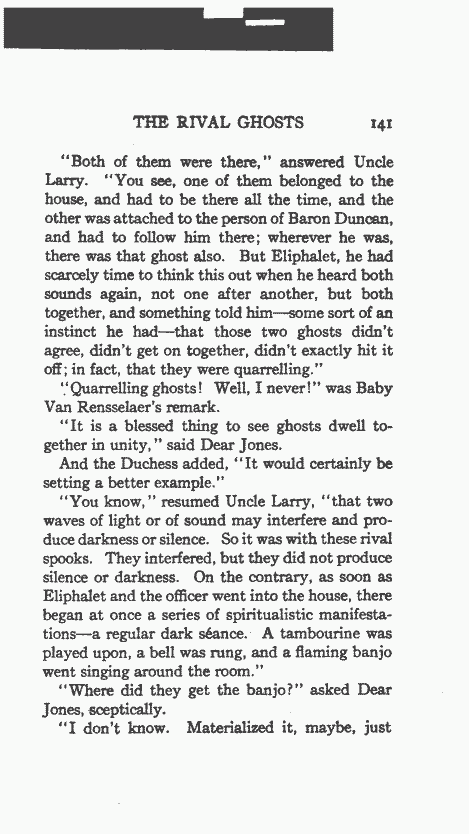 THE RIVAL GHOSTS 141
"Both of them were there," answered Uncle
Larry. "You see, one of them belonged to the
house, and had to be there all the time, and the
other was attached to the person of Baron Duncan,
and had to follow him there; wherever he was,
there was that ghost also. But Eliphalet, he had
scarcely time to think this out when he heard both
sounds again, not one after another, but both
together, and something told him—some sort of an
instinct he had—that those two ghosts didn't
agree, didn't get on together, didn't exactly hit it
off; in fact, that they were quarrelling."
"Quarrelling ghosts! Well, I never!" was Baby
Van Rensselaer's remark.
"It is a blessed thing to see ghosts dwell to-
gether in unity," said Dear Jones.
And the Duchess added, "It would certainly be
setting a better example."
"You know," resumed Uncle Larry, "that two
waves of light or of sound may interfere and pro-
duce darkness or silence. So it was with these rival
spooks. They interfered, but they did not produce
silence or darkness. On the contrary, as soon as
Eliphalet and the officer went into the house, there
began at once a series of spiritualistic manifesta-
tions—a regular dark séance. A tambourine was
played upon, a bell was rung, and a flaming banjo
went singing around the room."
"Where did they get the banjo?" asked Dear
Jones, sceptically.
"I don't know. Materialized it, maybe, just